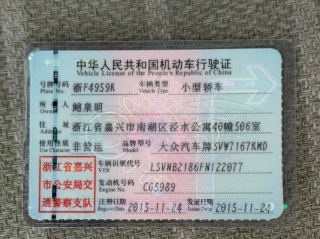 中华人民共和国机动车行驶证
Vehicle License of the People's Republic of China
号牌号码 浙F4959K 车辆类型 小型轿车
Plate No. Vehicle Type
所有人 鲍泉明
Owner
住址 浙江省嘉兴市南湖区泾水公寓40幢506室
Address
使用性质 非营运 品牌型号 大众汽车牌SVW7167KMD
Use Character Model
浙江省嘉兴
市公安局交
通警察支队
车辆识别代号 LSVNB2186FN122077
VIN
发动机号码 CG5989
Engine No.
注册日期 2015-11-24 发证日期 2015-11-24
Register Date Issue Date